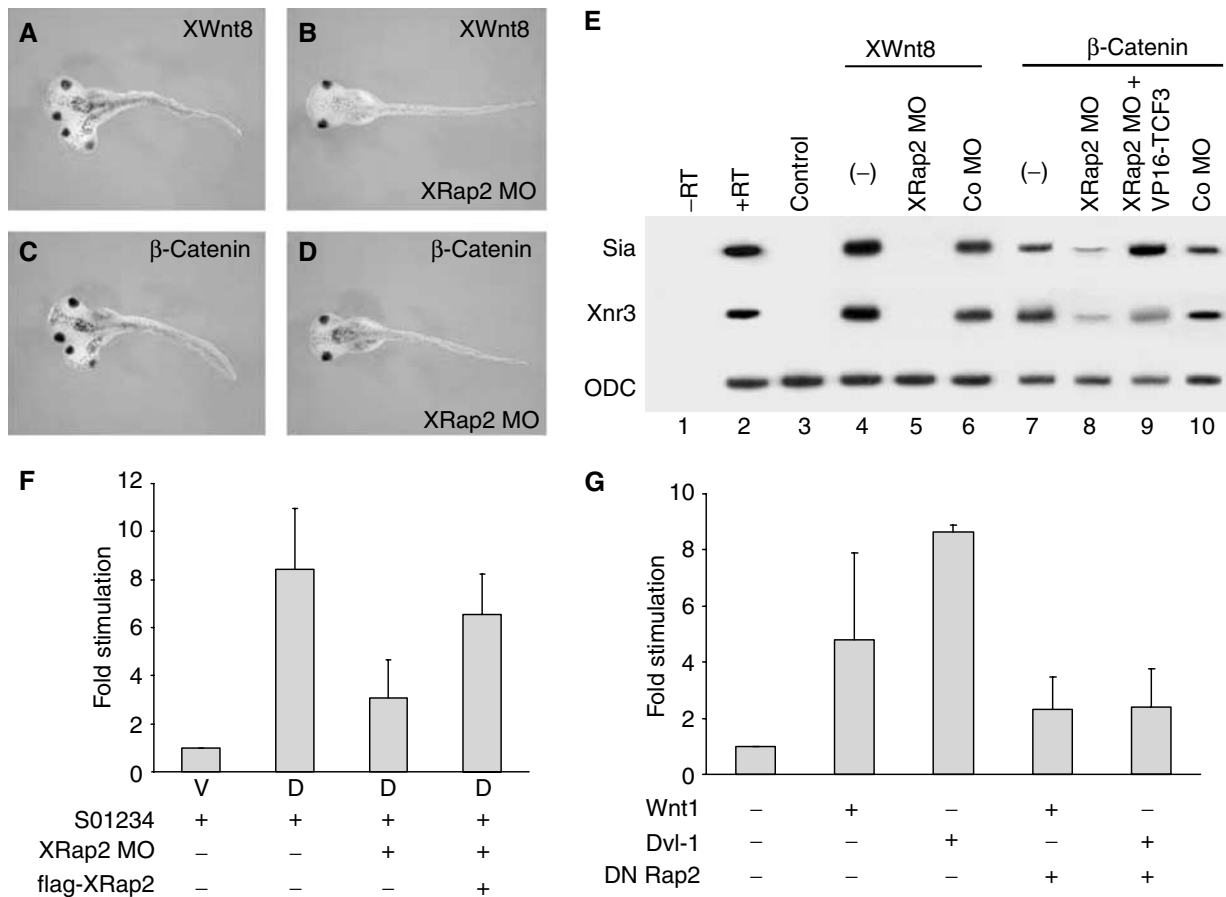 A
XWnt8
B
XWnt8
XRap2 MO
C
β-Catenin
D
β-Catenin
XRap2 MO
E
XWnt8
β-Catenin
–RT
+RT
Control
(–)
XRap2 MO
Co MO
(–)
XRap2 MO
XRap2 MO +
VP16-TCF3
Co MO
Sia
Xnr3
ODC
1 2 3 4 5 6 7 8 9 10
F
Fold stimulation
12
10
8
6
4
2
0
V D D D
S01234 + + + +
XRap2 MO – – + +
flag-XRap2 – – – +
G
Fold stimulation
10
8
6
4
2
0
Wnt1 – + – + –
Dvl-1 – – + – +
DN Rap2 – – – + +